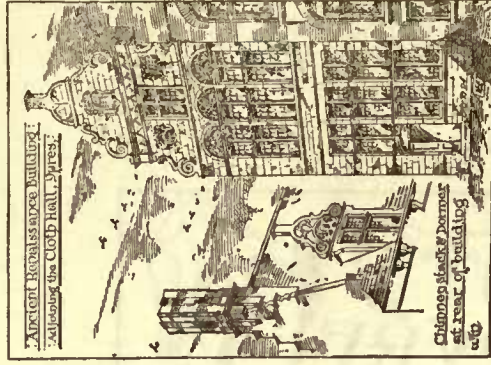 Ancient Renaissance Building
Adjoining the Cloth Hall, Ypres.
Chimney stack & Dormer
at rear of building